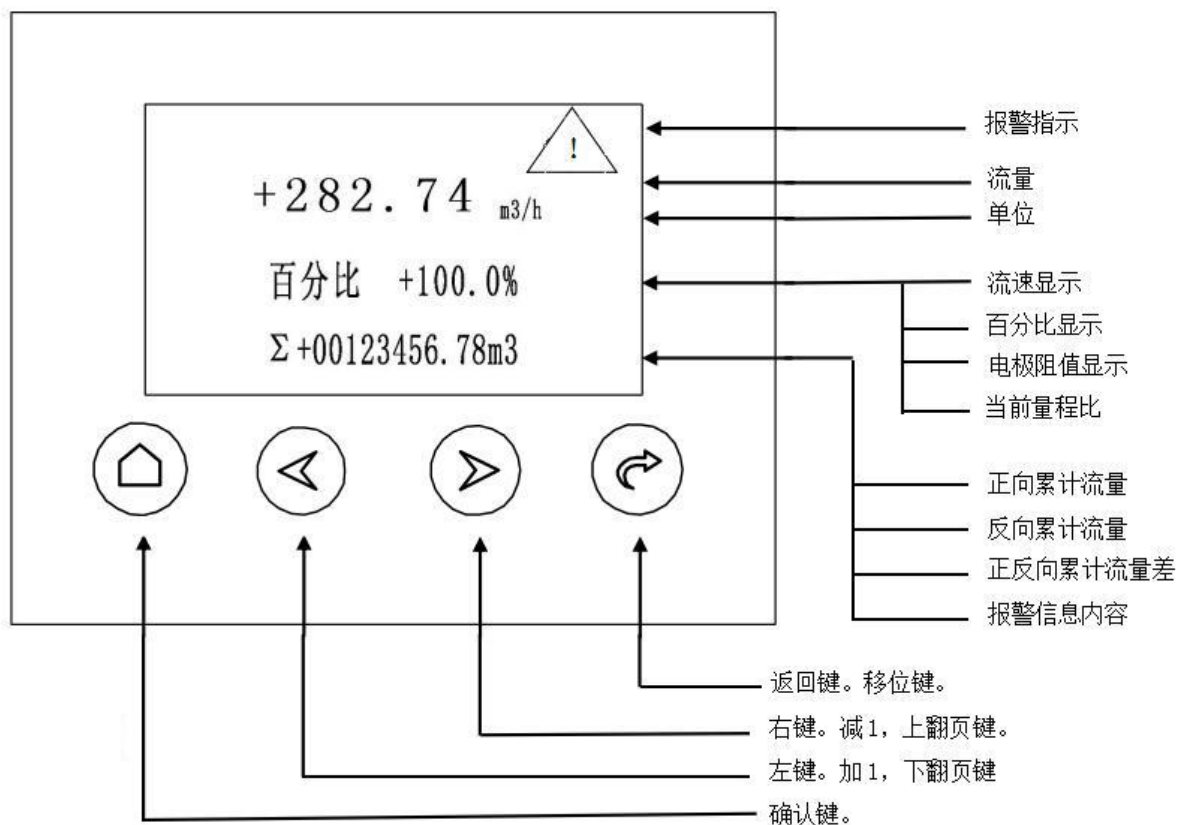 !
+282.74 m3/h
百分比 +100.0%
Σ+00123456.78m3
报警指示
流量
单位
流速显示
百分比显示
电极阻值显示
当前量程比
正向累计流量
反向累计流量
正反向累计流量差
报警信息内容
返回键。移位键。
右键。减1，上翻页键。
左键。加1，下翻页键
确认键。